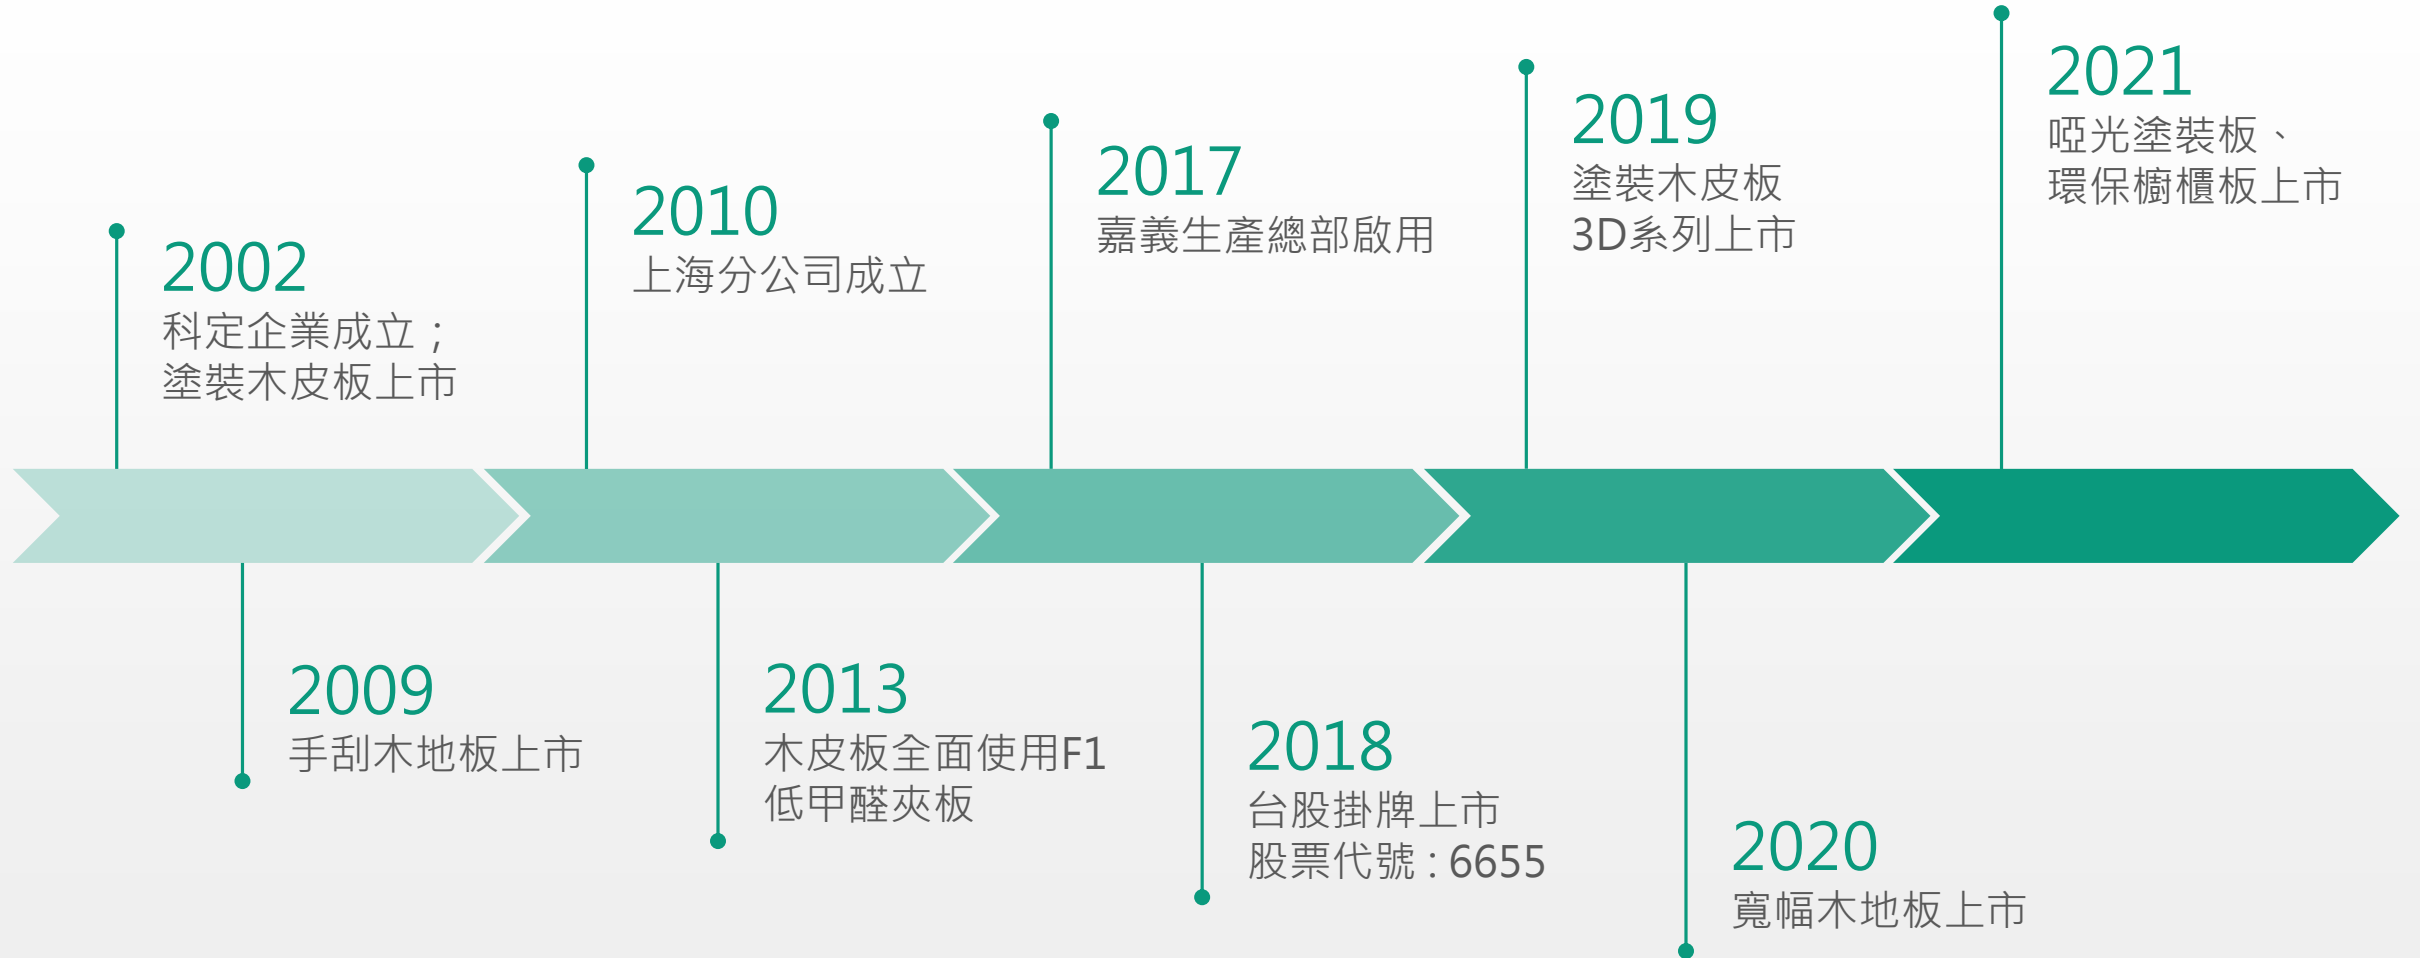 2002
科定企業成立；
塗裝木皮板上市
2009
手刮木地板上市
2010
上海分公司成立
2013
木皮板全面使用F1
低甲醛夾板
2017
嘉義生產總部啟用
2018
台股掛牌上市
股票代號 : 6655
2019
塗裝木皮板
3D系列上市
2020
寬幅木地板上市
2021
啞光塗裝板、
環保櫥櫃板上市